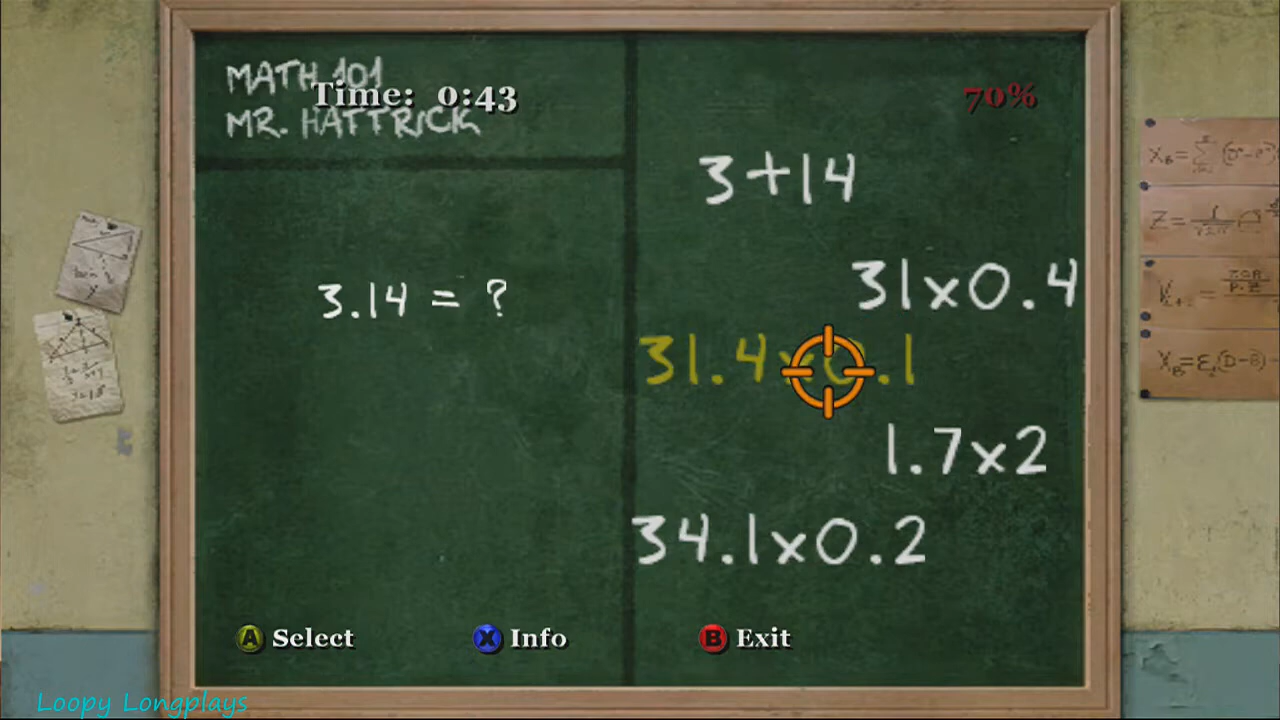 MATH 101
Time: 0:43
70%
MR. HATTRICK
3+14
3.14 = ?
31x0.4
31.4x0.1
1.7x2
34.1x0.2
A Select
X Info
B Exit
Loopy Longplays